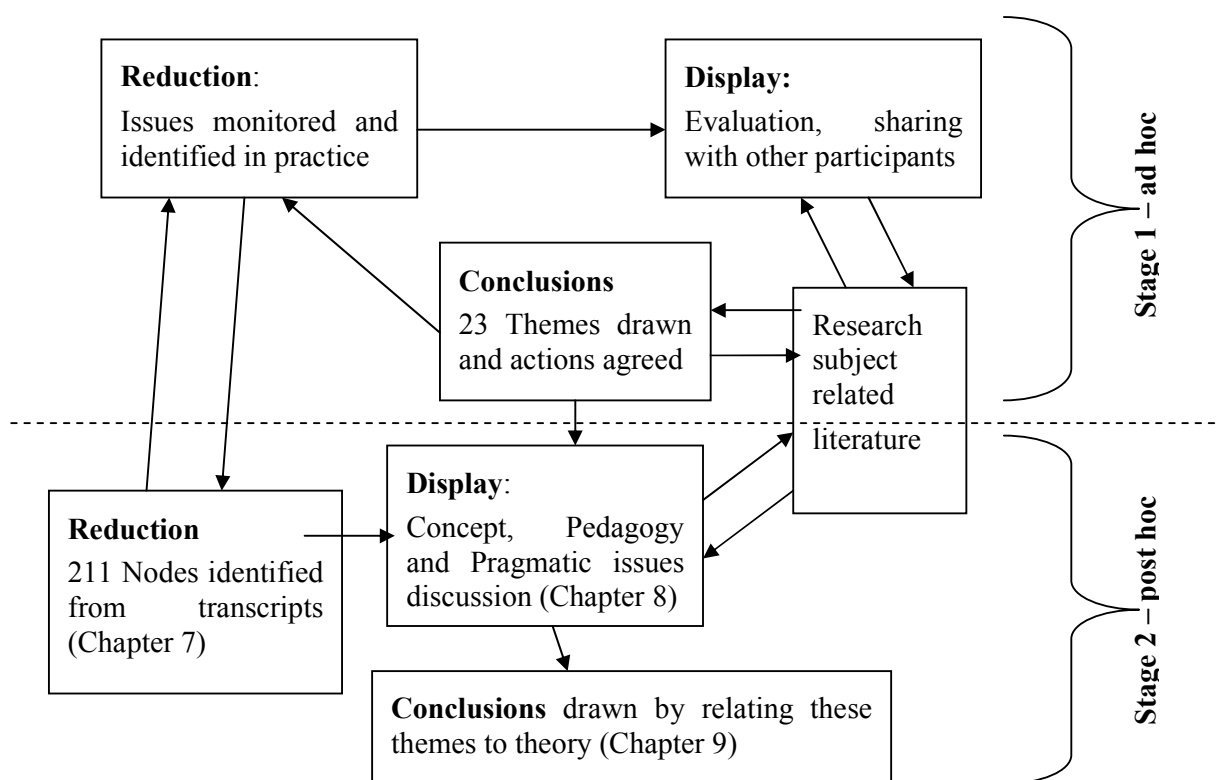 Reduction:
Issues monitored and
identified in practice
Display:
Evaluation, sharing
with other participants
Stage 1 – ad hoc
Conclusions
23 Themes drawn
and actions agreed
Research
subject
related
literature
Reduction
211 Nodes identified
from transcripts
(Chapter 7)
Display:
Concept, Pedagogy
and Pragmatic issues
discussion (Chapter 8)
Stage 2 – post hoc
Conclusions drawn by relating these
themes to theory (Chapter 9)